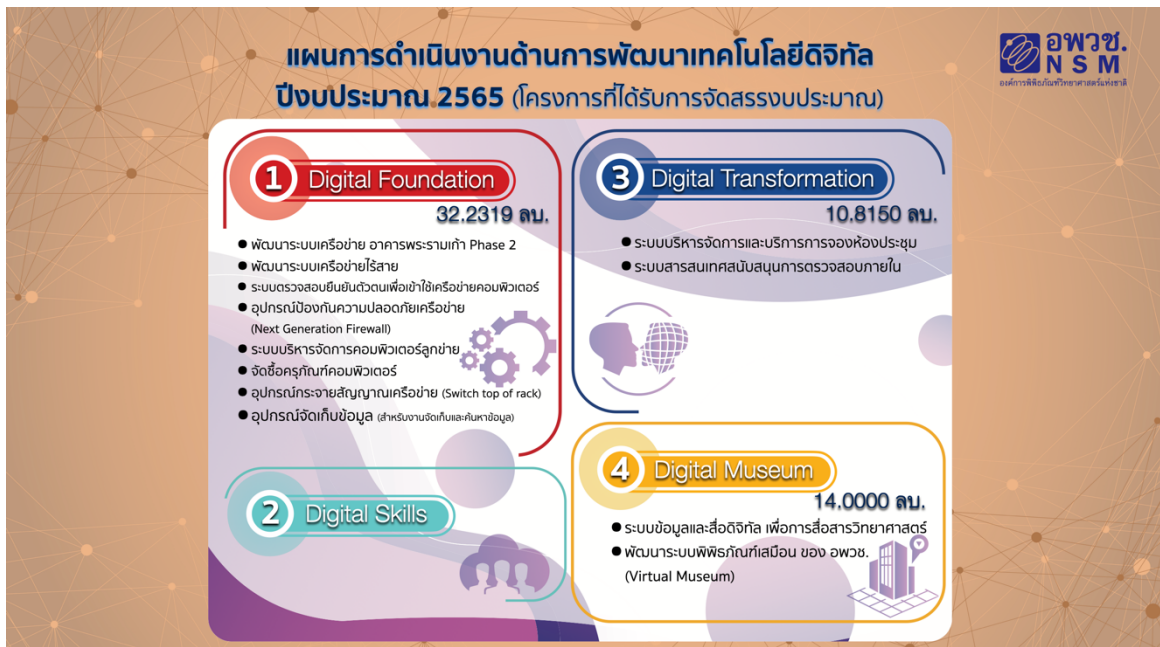 แผนการดำเนินงานด้านการพัฒนาเทคโนโลยีดิจิทัล
ปีงบประมาณ 2565 (โครงการที่ได้รับการจัดสรรงบประมาณ)
อพวช.
NSM
องค์การพิพิธภัณฑ์วิทยาศาสตร์แห่งชาติ
1 Digital Foundation
32.2319 ลบ.
● พัฒนาระบบเครือข่าย อาคารพระรามเก้า Phase 2
● พัฒนาระบบเครือข่ายไร้สาย
● ระบบตรวจสอบยืนยันตัวตนเพื่อเข้าใช้เครือข่ายคอมพิวเตอร์
● อุปกรณ์ป้องกันความปลอดภัยเครือข่าย
(Next Generation Firewall)
● ระบบบริหารจัดการคอมพิวเตอร์ลูกข่าย
● จัดซื้อครุภัณฑ์คอมพิวเตอร์
● อุปกรณ์กระจายสัญญาณเครือข่าย (Switch top of rack)
● อุปกรณ์จัดเก็บข้อมูล (สำหรับงานจัดเก็บและค้นหาข้อมูล)
2 Digital Skills
3 Digital Transformation
10.8150 ลบ.
● ระบบบริหารจัดการและบริการการจองห้องประชุม
● ระบบสารสนเทศสนับสนุนการตรวจสอบภายใน
4 Digital Museum
14.0000 ลบ.
● ระบบข้อมูลและสื่อดิจิทัล เพื่อการสื่อสารวิทยาศาสตร์
● พัฒนาระบบพิพิธภัณฑ์เสมือน ของ อพวช.
(Virtual Museum)